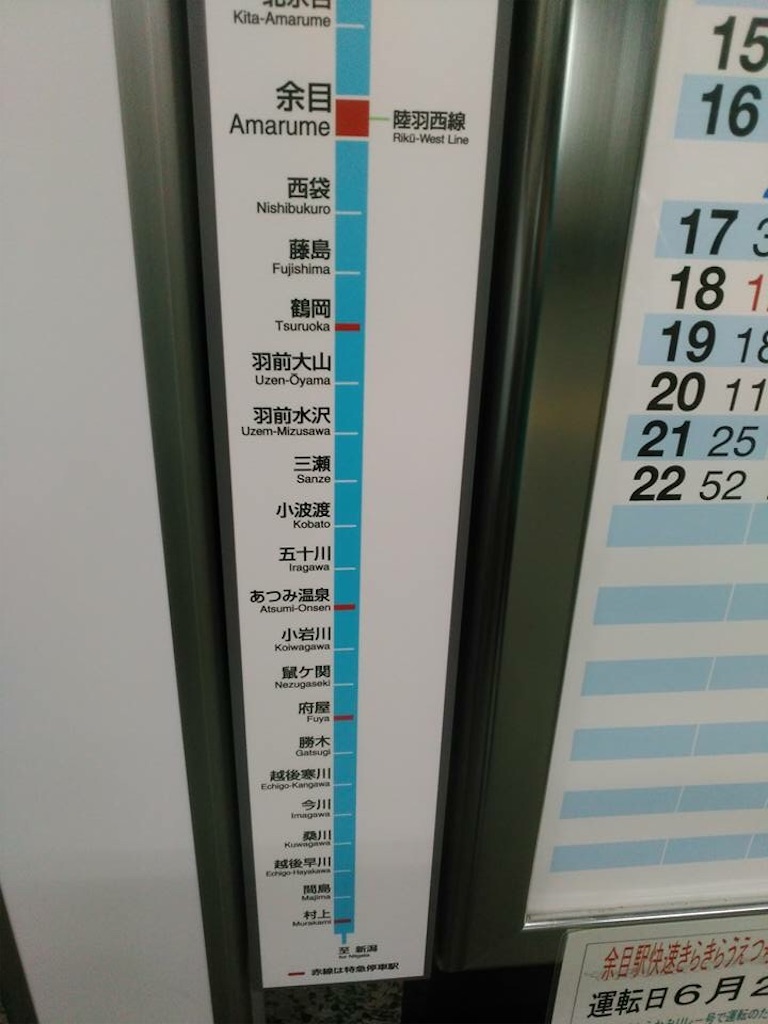 Kita-Amarume
余目
Amarume
陸羽西線
Rikū-West Line
西袋
Nishibukuro
藤島
Fujishima
鶴岡
Tsuruoka
羽前大山
Uzen-Ōyama
羽前水沢
Uzem-Mizusawa
三瀬
Sanze
小波渡
Kobato
五十川
Iragawa
あつみ温泉
Atsumi-Onsen
小岩川
Koiwagawa
鼠ケ関
Nezugaseki
府屋
Fuya
勝木
Gatsugi
越後寒川
Echigo-Kangawa
今川
Imagawa
桑川
Kuwagawa
越後早川
Echigo-Hayakawa
間島
Majima
村上
Murakami
至 新潟
for Niigata
赤線は特急停車駅
15
16
17
18
19 18
20 11
21 25
22 52
余目駅快速きらきらうえつ
運転日6月2